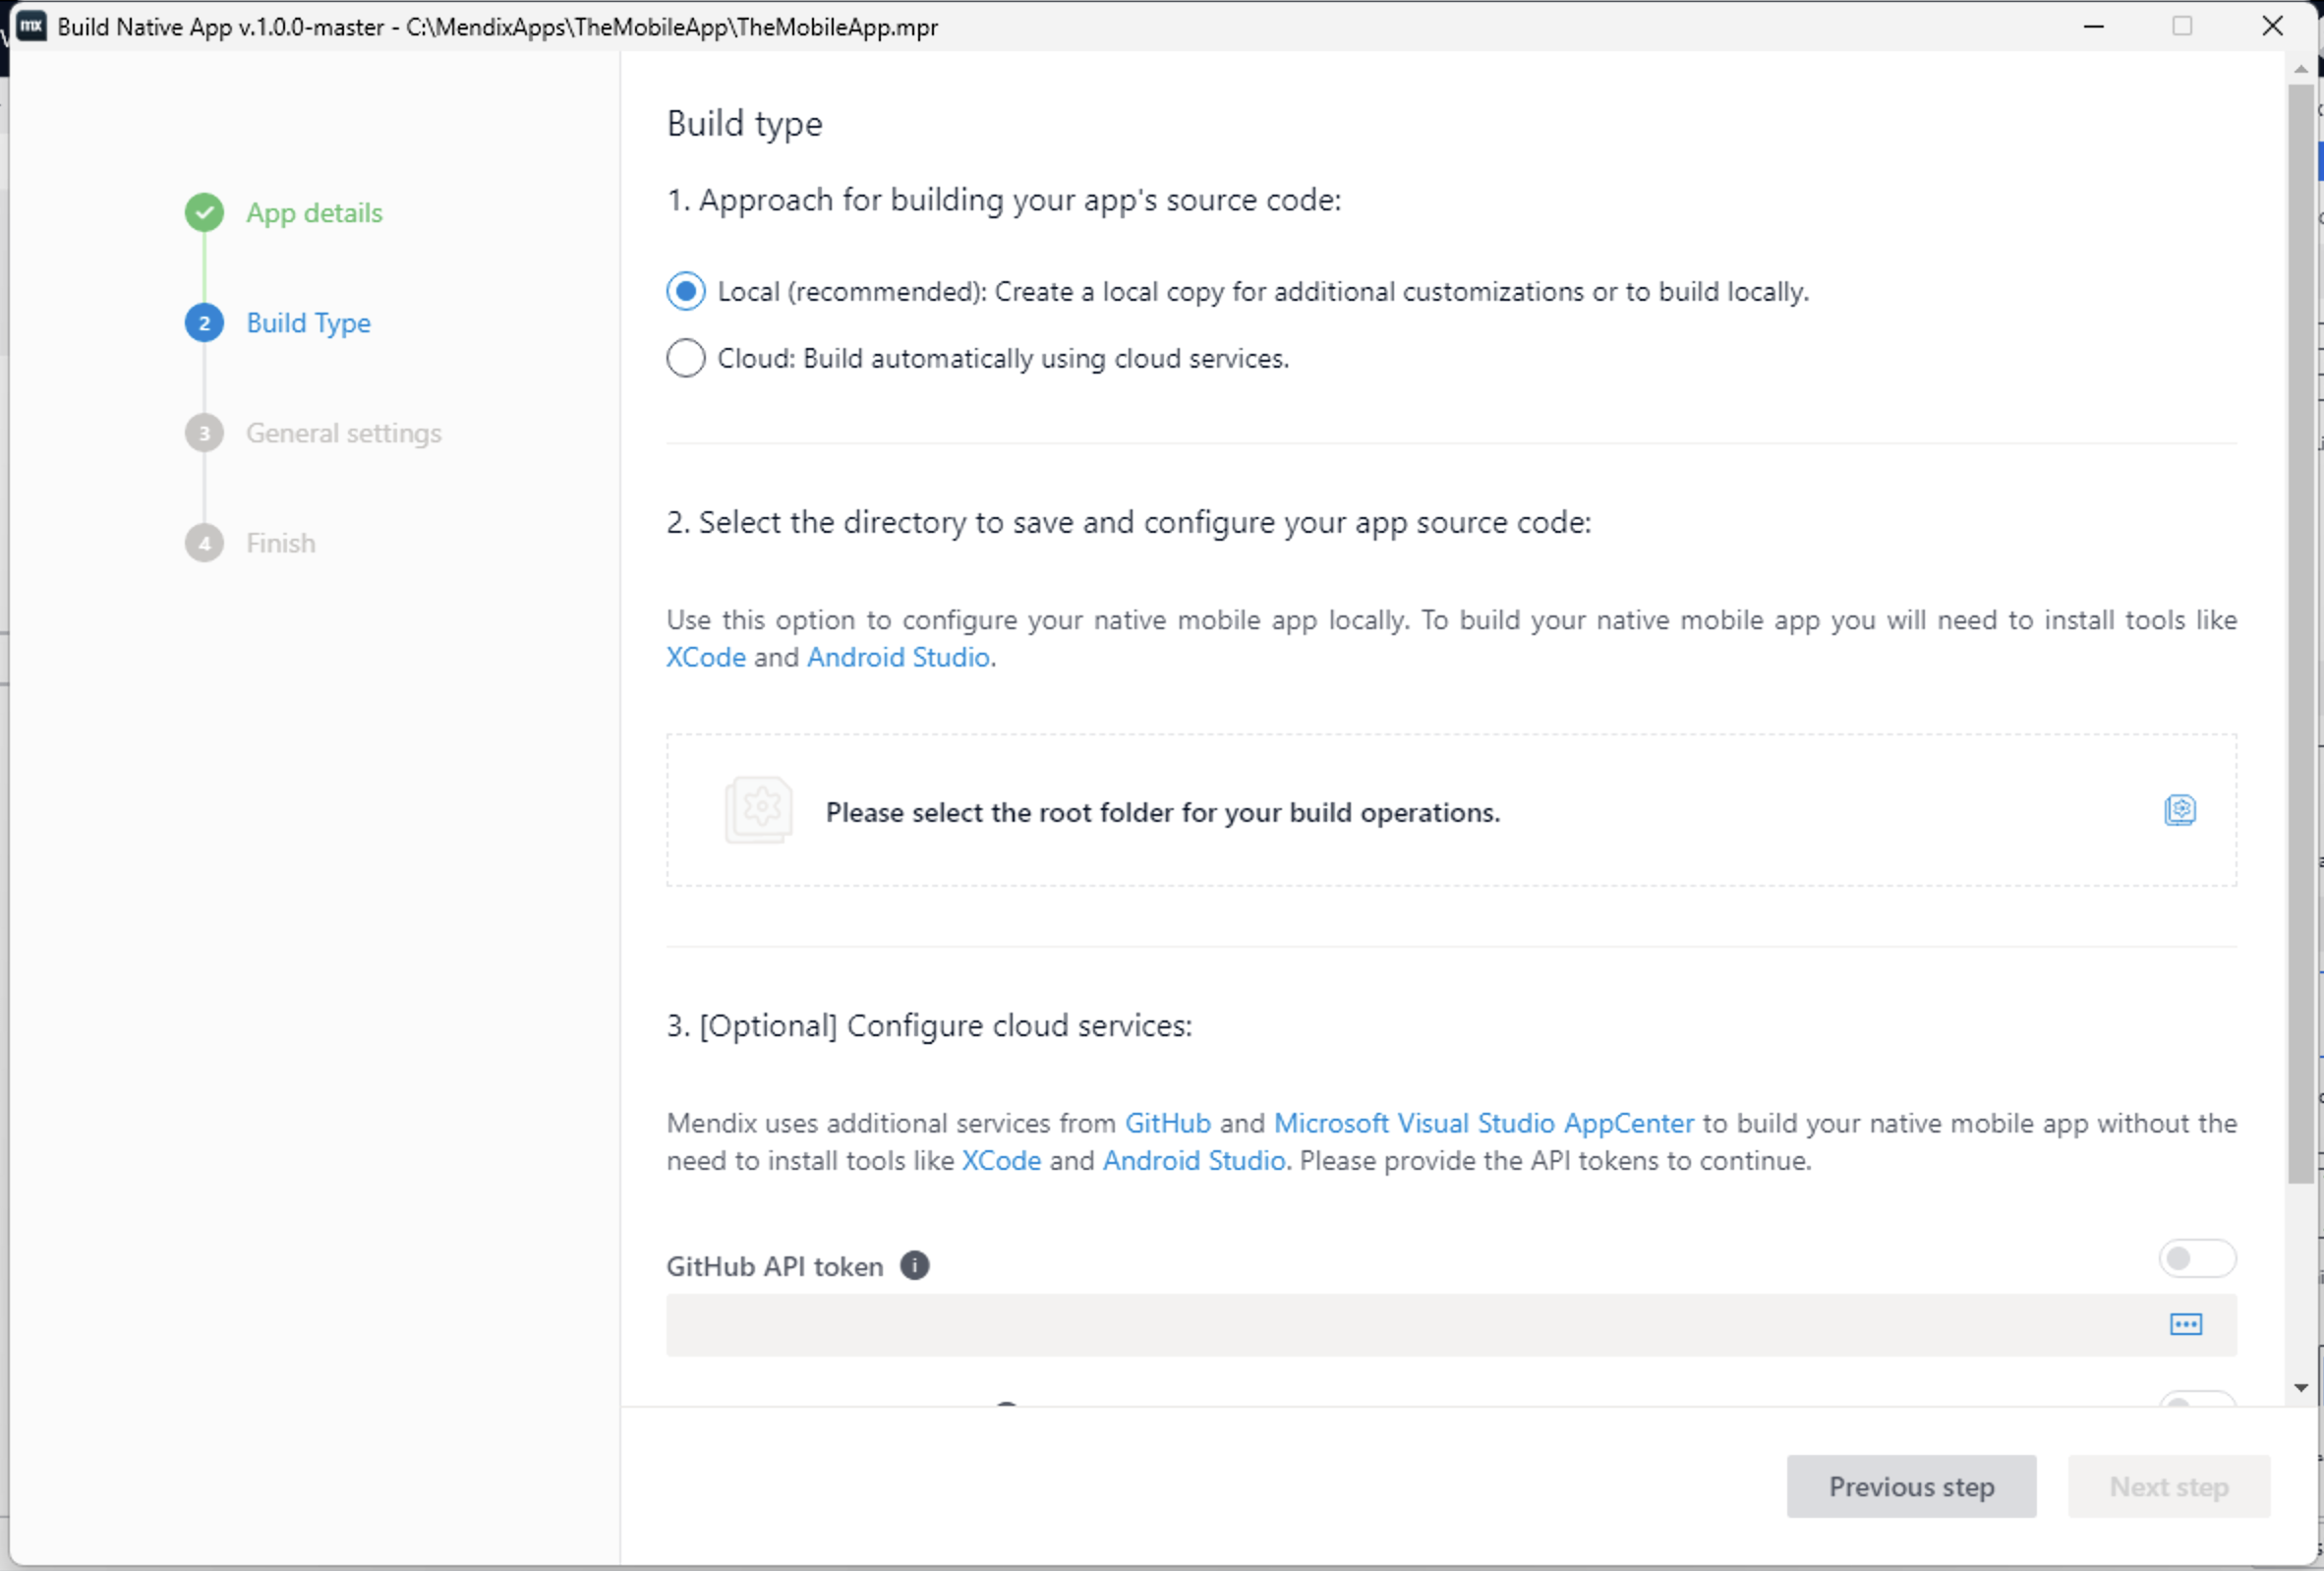 mx Build Native App v.1.0.0-master - C:\MendixApps\TheMobileApp\TheMobileApp.mpr
App details
2 Build Type
3 General settings
4 Finish
Build type
1. Approach for building your app's source code:
Local (recommended): Create a local copy for additional customizations or to build locally.
Cloud: Build automatically using cloud services.
2. Select the directory to save and configure your app source code:
Use this option to configure your native mobile app locally. To build your native mobile app you will need to install tools like
XCode and Android Studio.
Please select the root folder for your build operations.
3. [Optional] Configure cloud services:
Mendix uses additional services from GitHub and Microsoft Visual Studio AppCenter to build your native mobile app without the
need to install tools like XCode and Android Studio. Please provide the API tokens to continue.
GitHub API token i
Previous step Next step